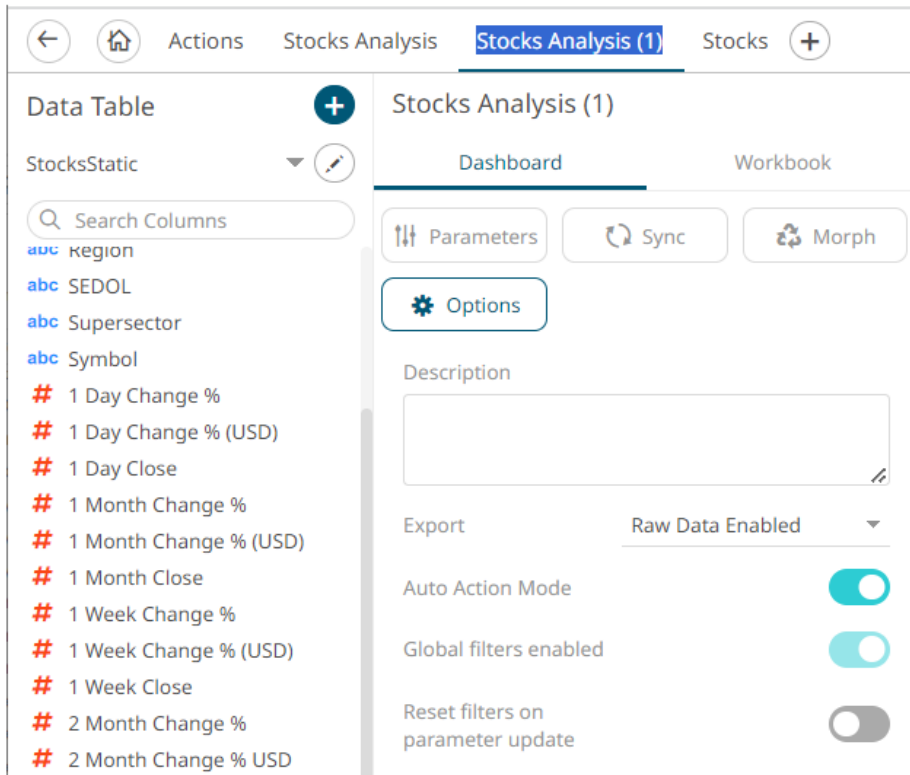 Actions Stocks Analysis Stocks Analysis (1) Stocks
Data Table
StocksStatic
Search Columns
abc Region
abc SEDOL
abc Supersector
abc Symbol
# 1 Day Change %
# 1 Day Change % (USD)
# 1 Day Close
# 1 Month Change %
# 1 Month Change % (USD)
# 1 Month Close
# 1 Week Change %
# 1 Week Change % (USD)
# 1 Week Close
# 2 Month Change %
# 2 Month Change % USD
Stocks Analysis (1)
Dashboard Workbook
Parameters Sync Morph
Options
Description
Export Raw Data Enabled
Auto Action Mode
Global filters enabled
Reset filters on
parameter update